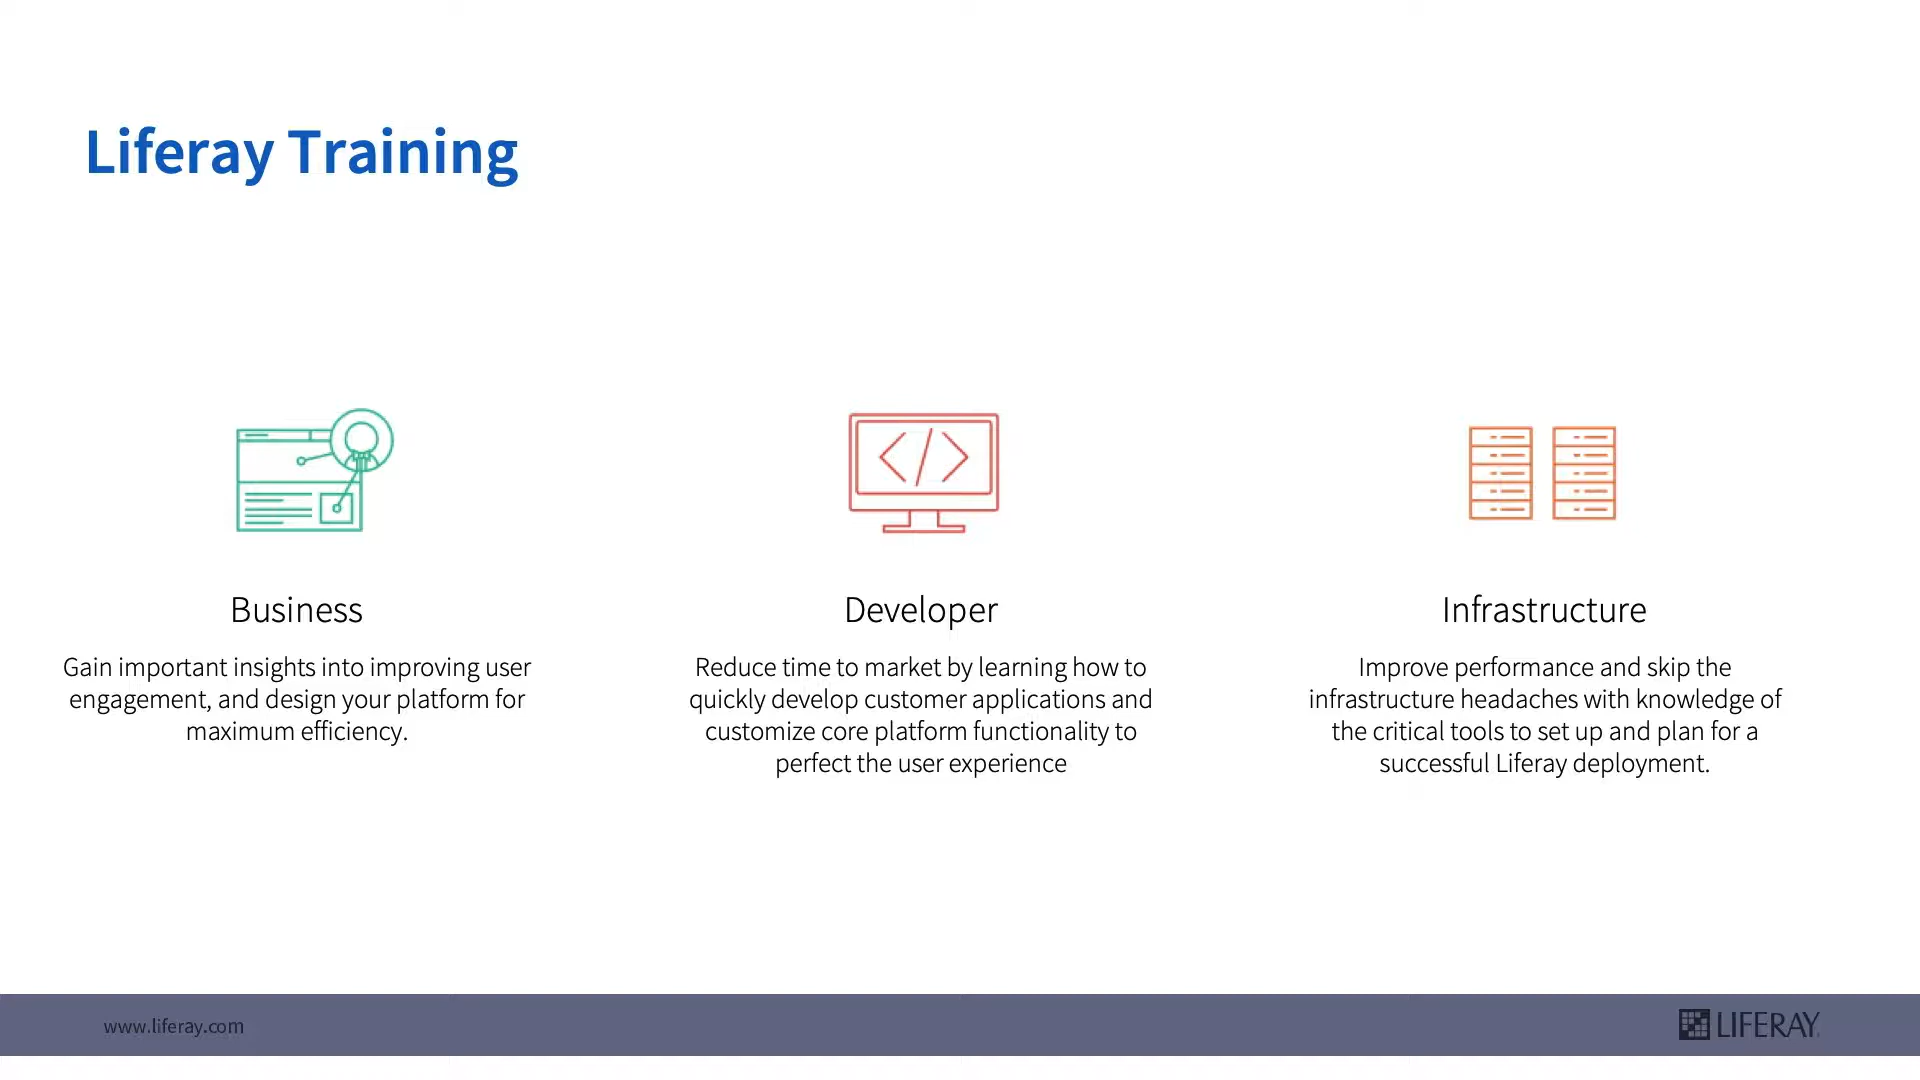 Liferay Training
Business
Gain important insights into improving user
engagement, and design your platform for
maximum efficiency.
Developer
Reduce time to market by learning how to
quickly develop customer applications and
customize core platform functionality to
perfect the user experience
Infrastructure
Improve performance and skip the
infrastructure headaches with knowledge of
the critical tools to set up and plan for a
successful Liferay deployment.
www.liferay.com
LIFERAY